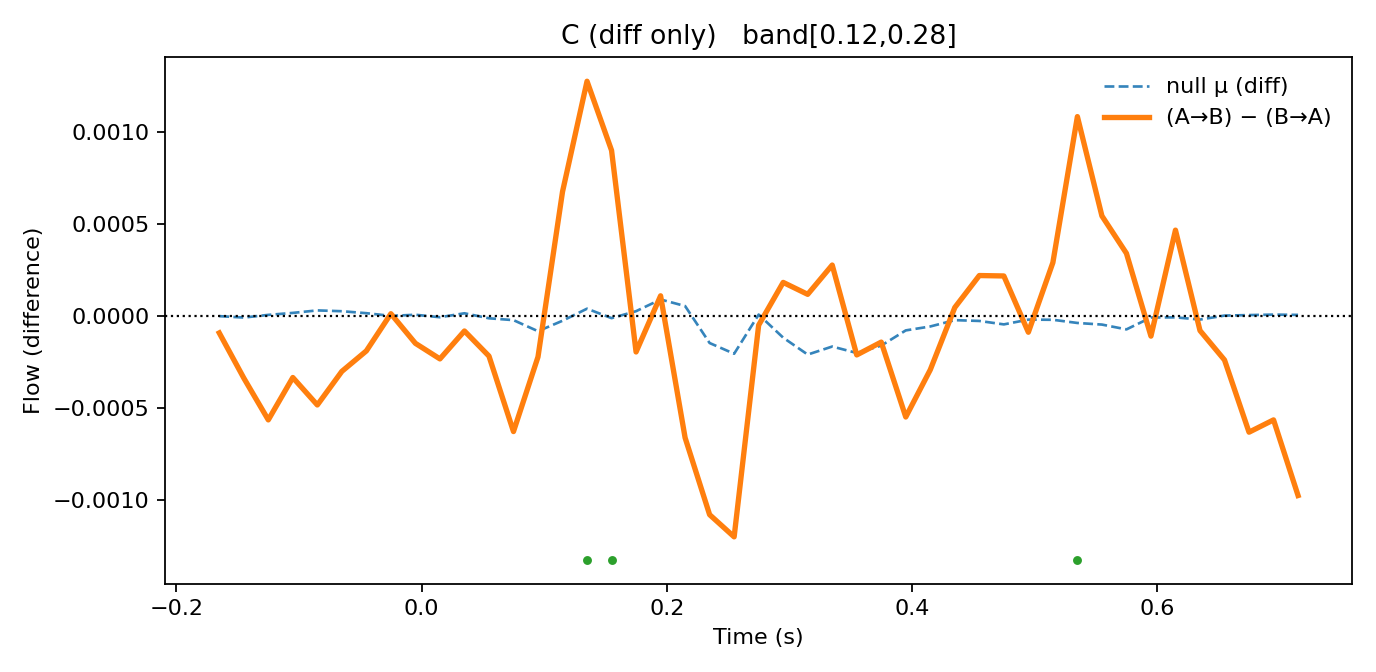 C (diff only)   band[0.12,0.28]
null μ (diff)
(A→B) − (B→A)
Flow (difference)
0.0010
0.0005
0.0000
−0.0005
−0.0010
−0.2
0.0
0.2
0.4
0.6
Time (s)